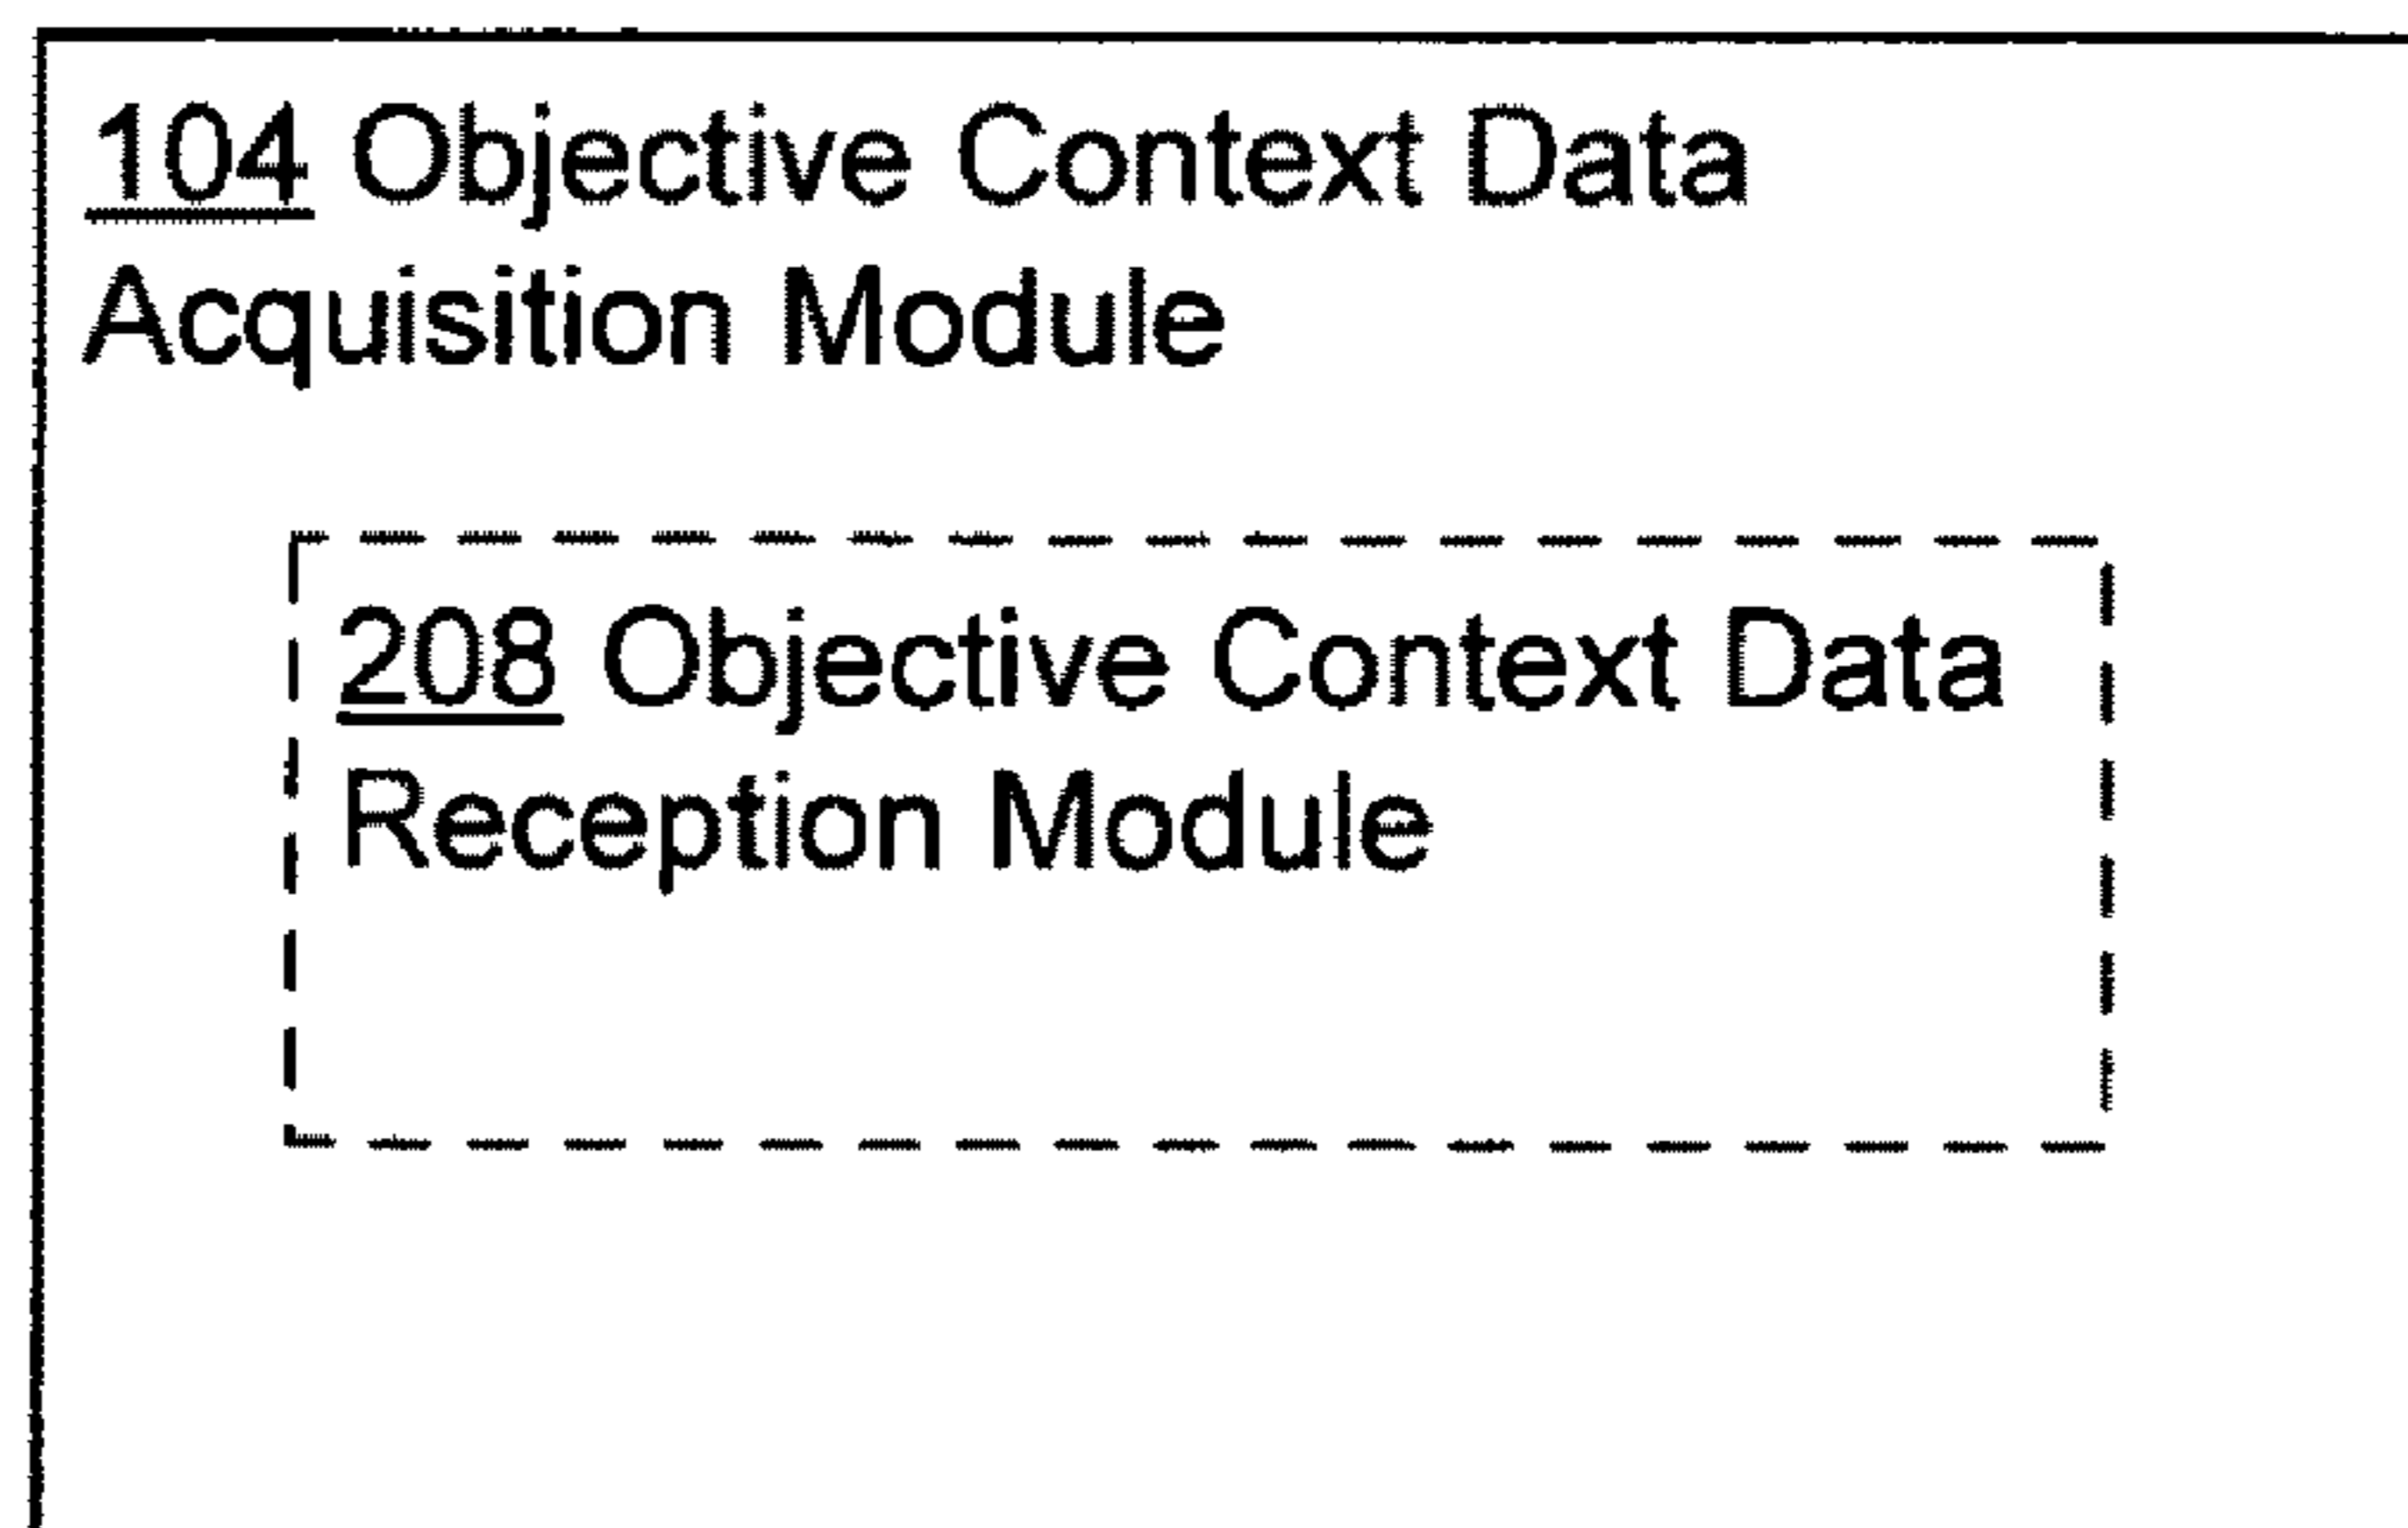 104 Objective Context Data
Acquisition Module
208 Objective Context Data
Reception Module